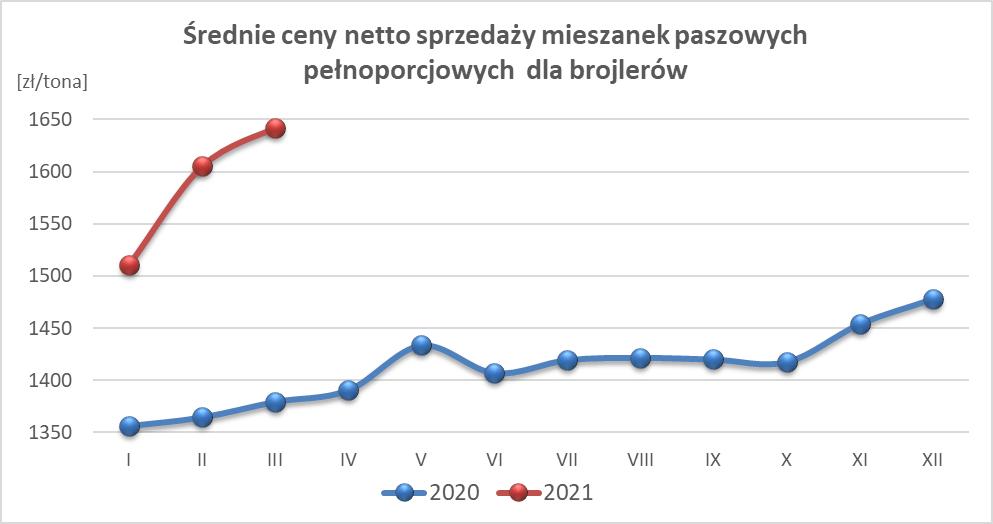 Średnie ceny netto sprzedaży mieszanek paszowych
pełnoporcjowych  dla brojlerów
[zł/tona]
1650
1600
1550
1500
1450
1400
1350
I II III IV V VI VII VIII IX X XI XII
2020 2021